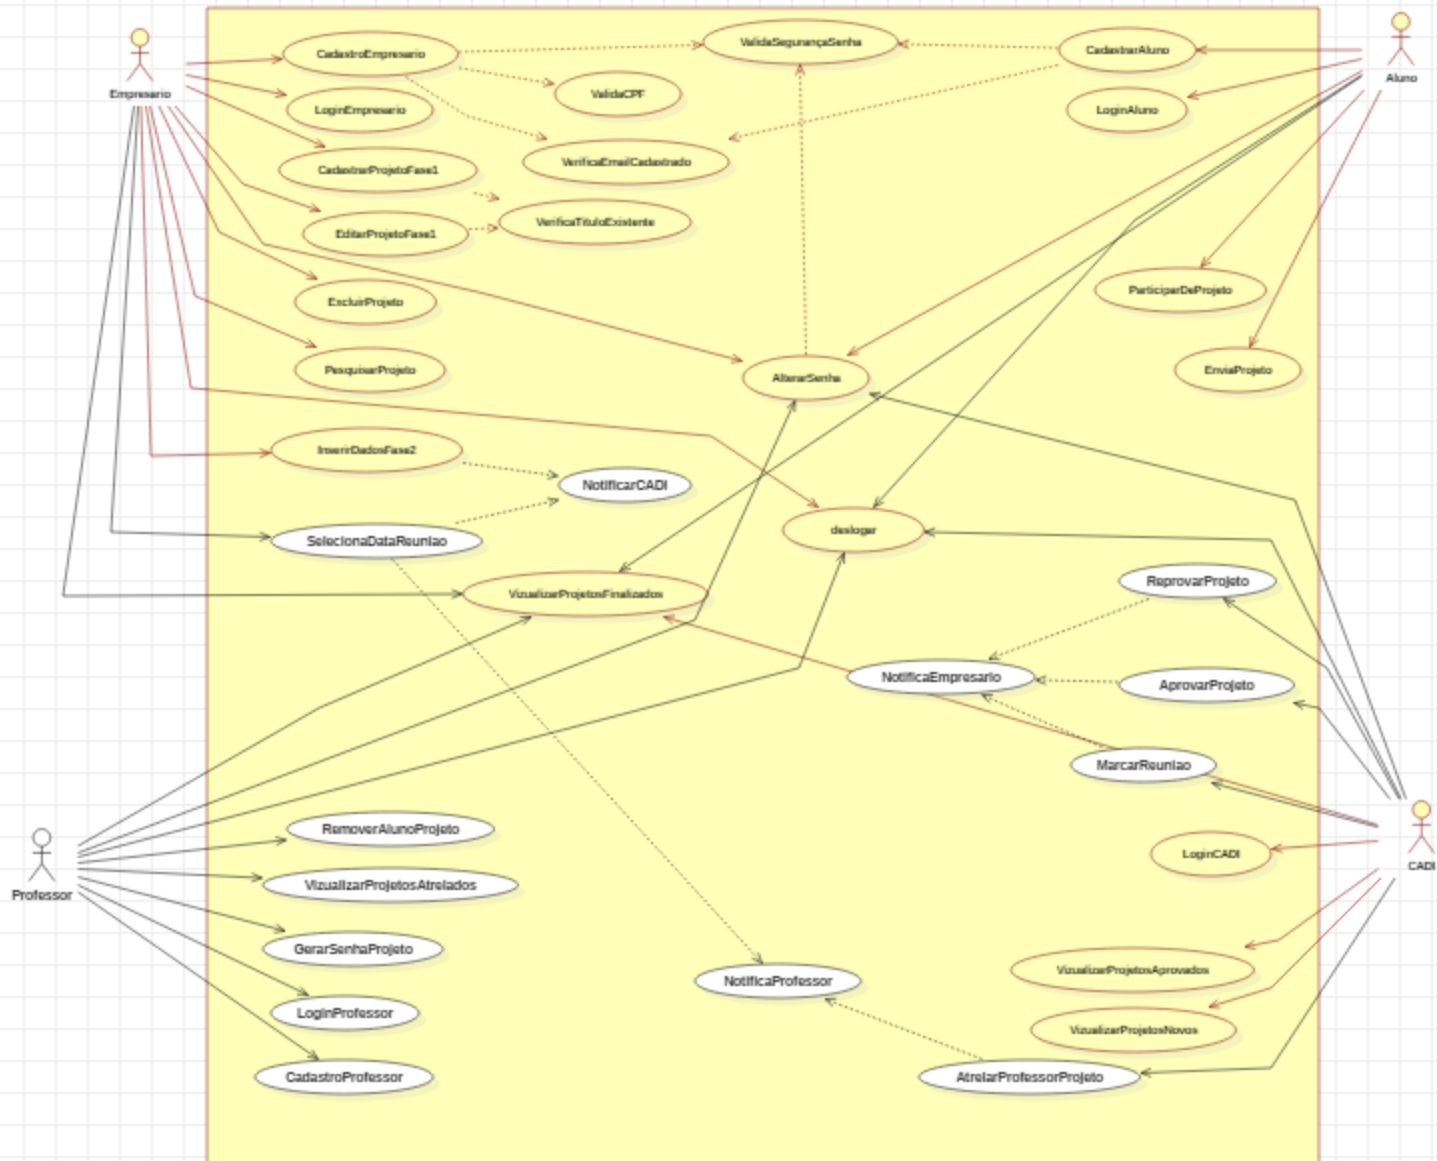 Empresario
Aluno
CadastroEmpresario
ValidaSegurançaSenha
CadastrarAluno
ValidaCPF
LoginEmpresario
LoginAluno
CadastrarProjetoFase1
VerificaEmailCadastrado
EditarProjetoFase1
VerificaTituloExistente
ExcluirProjeto
ParticiparDeProjeto
PesquisarProjeto
AlterarSenha
EnviaProjeto
InserirDadosFase2
NotificarCADI
SelecionaDataReuniao
deslogar
VizualizarProjetosFinalizados
ReprovarProjeto
NotificaEmpresario
AprovarProjeto
MarcarReuniao
RemoverAlunoProjeto
LoginCADI
CADI
Professor
VizualizarProjetosAtrelados
GerarSenhaProjeto
VizualizarProjetosAprovados
NotificaProfessor
LoginProfessor
VizualizarProjetosNovos
CadastroProfessor
AtrelarProfessorProjeto